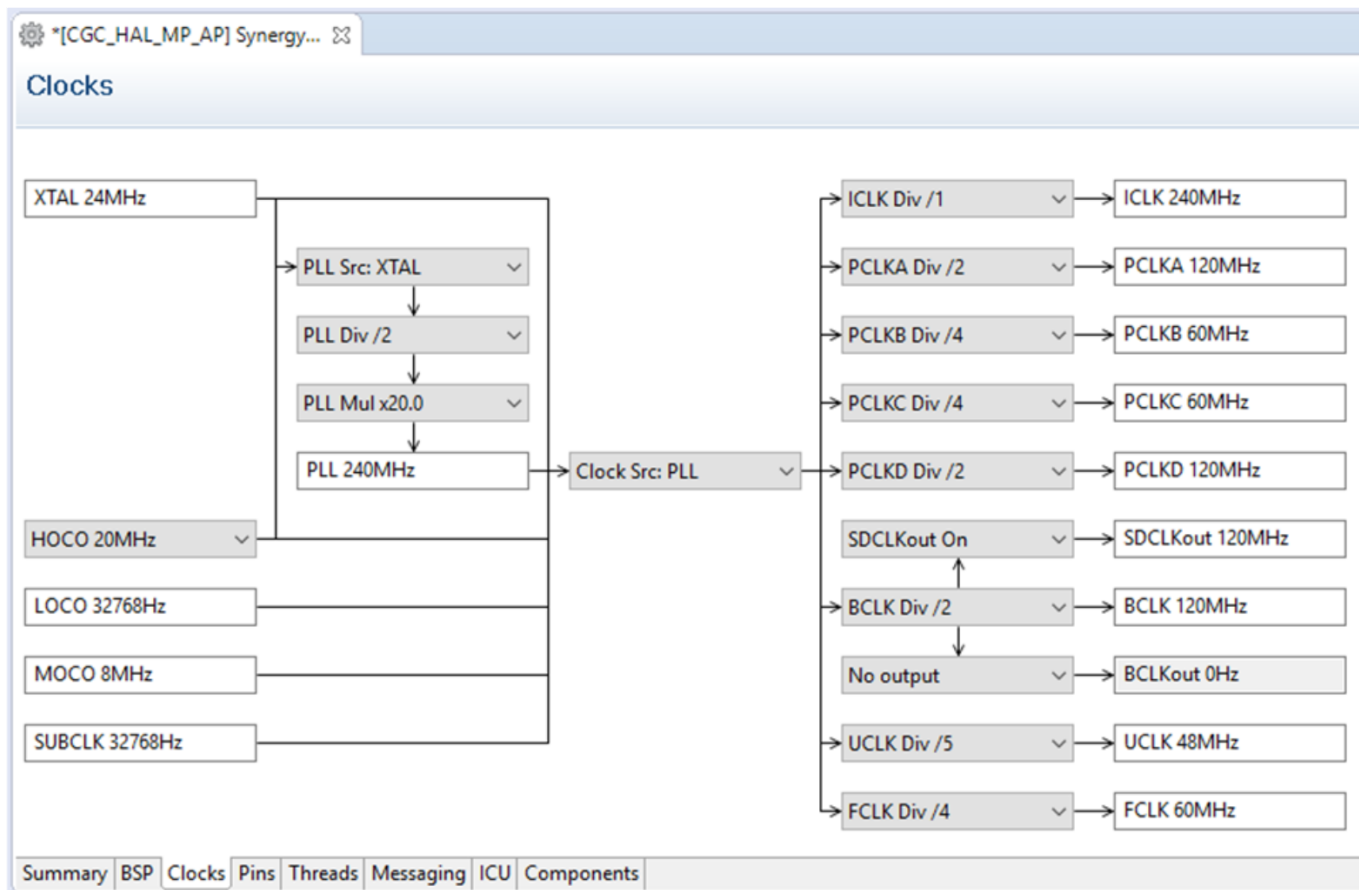 *[CGC_HAL_MP_AP] Synergy...
Clocks
XTAL 24MHz
PLL Src: XTAL
PLL Div /2
PLL Mul x20.0
PLL 240MHz
HOCO 20MHz
LOCO 32768Hz
MOCO 8MHz
SUBCLK 32768Hz
Clock Src: PLL
ICLK Div /1
ICLK 240MHz
PCLKA Div /2
PCLKA 120MHz
PCLKB Div /4
PCLKB 60MHz
PCLKC Div /4
PCLKC 60MHz
PCLKD Div /2
PCLKD 120MHz
SDCLKout On
SDCLKout 120MHz
BCLK Div /2
BCLK 120MHz
No output
BCLKout 0Hz
UCLK Div /5
UCLK 48MHz
FCLK Div /4
FCLK 60MHz
Summary BSP Clocks Pins Threads Messaging ICU Components